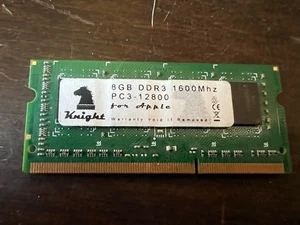 8GB DDR3 1600Mhz
PC3-12800
for Apple
Knight
Warranty Void If Removed